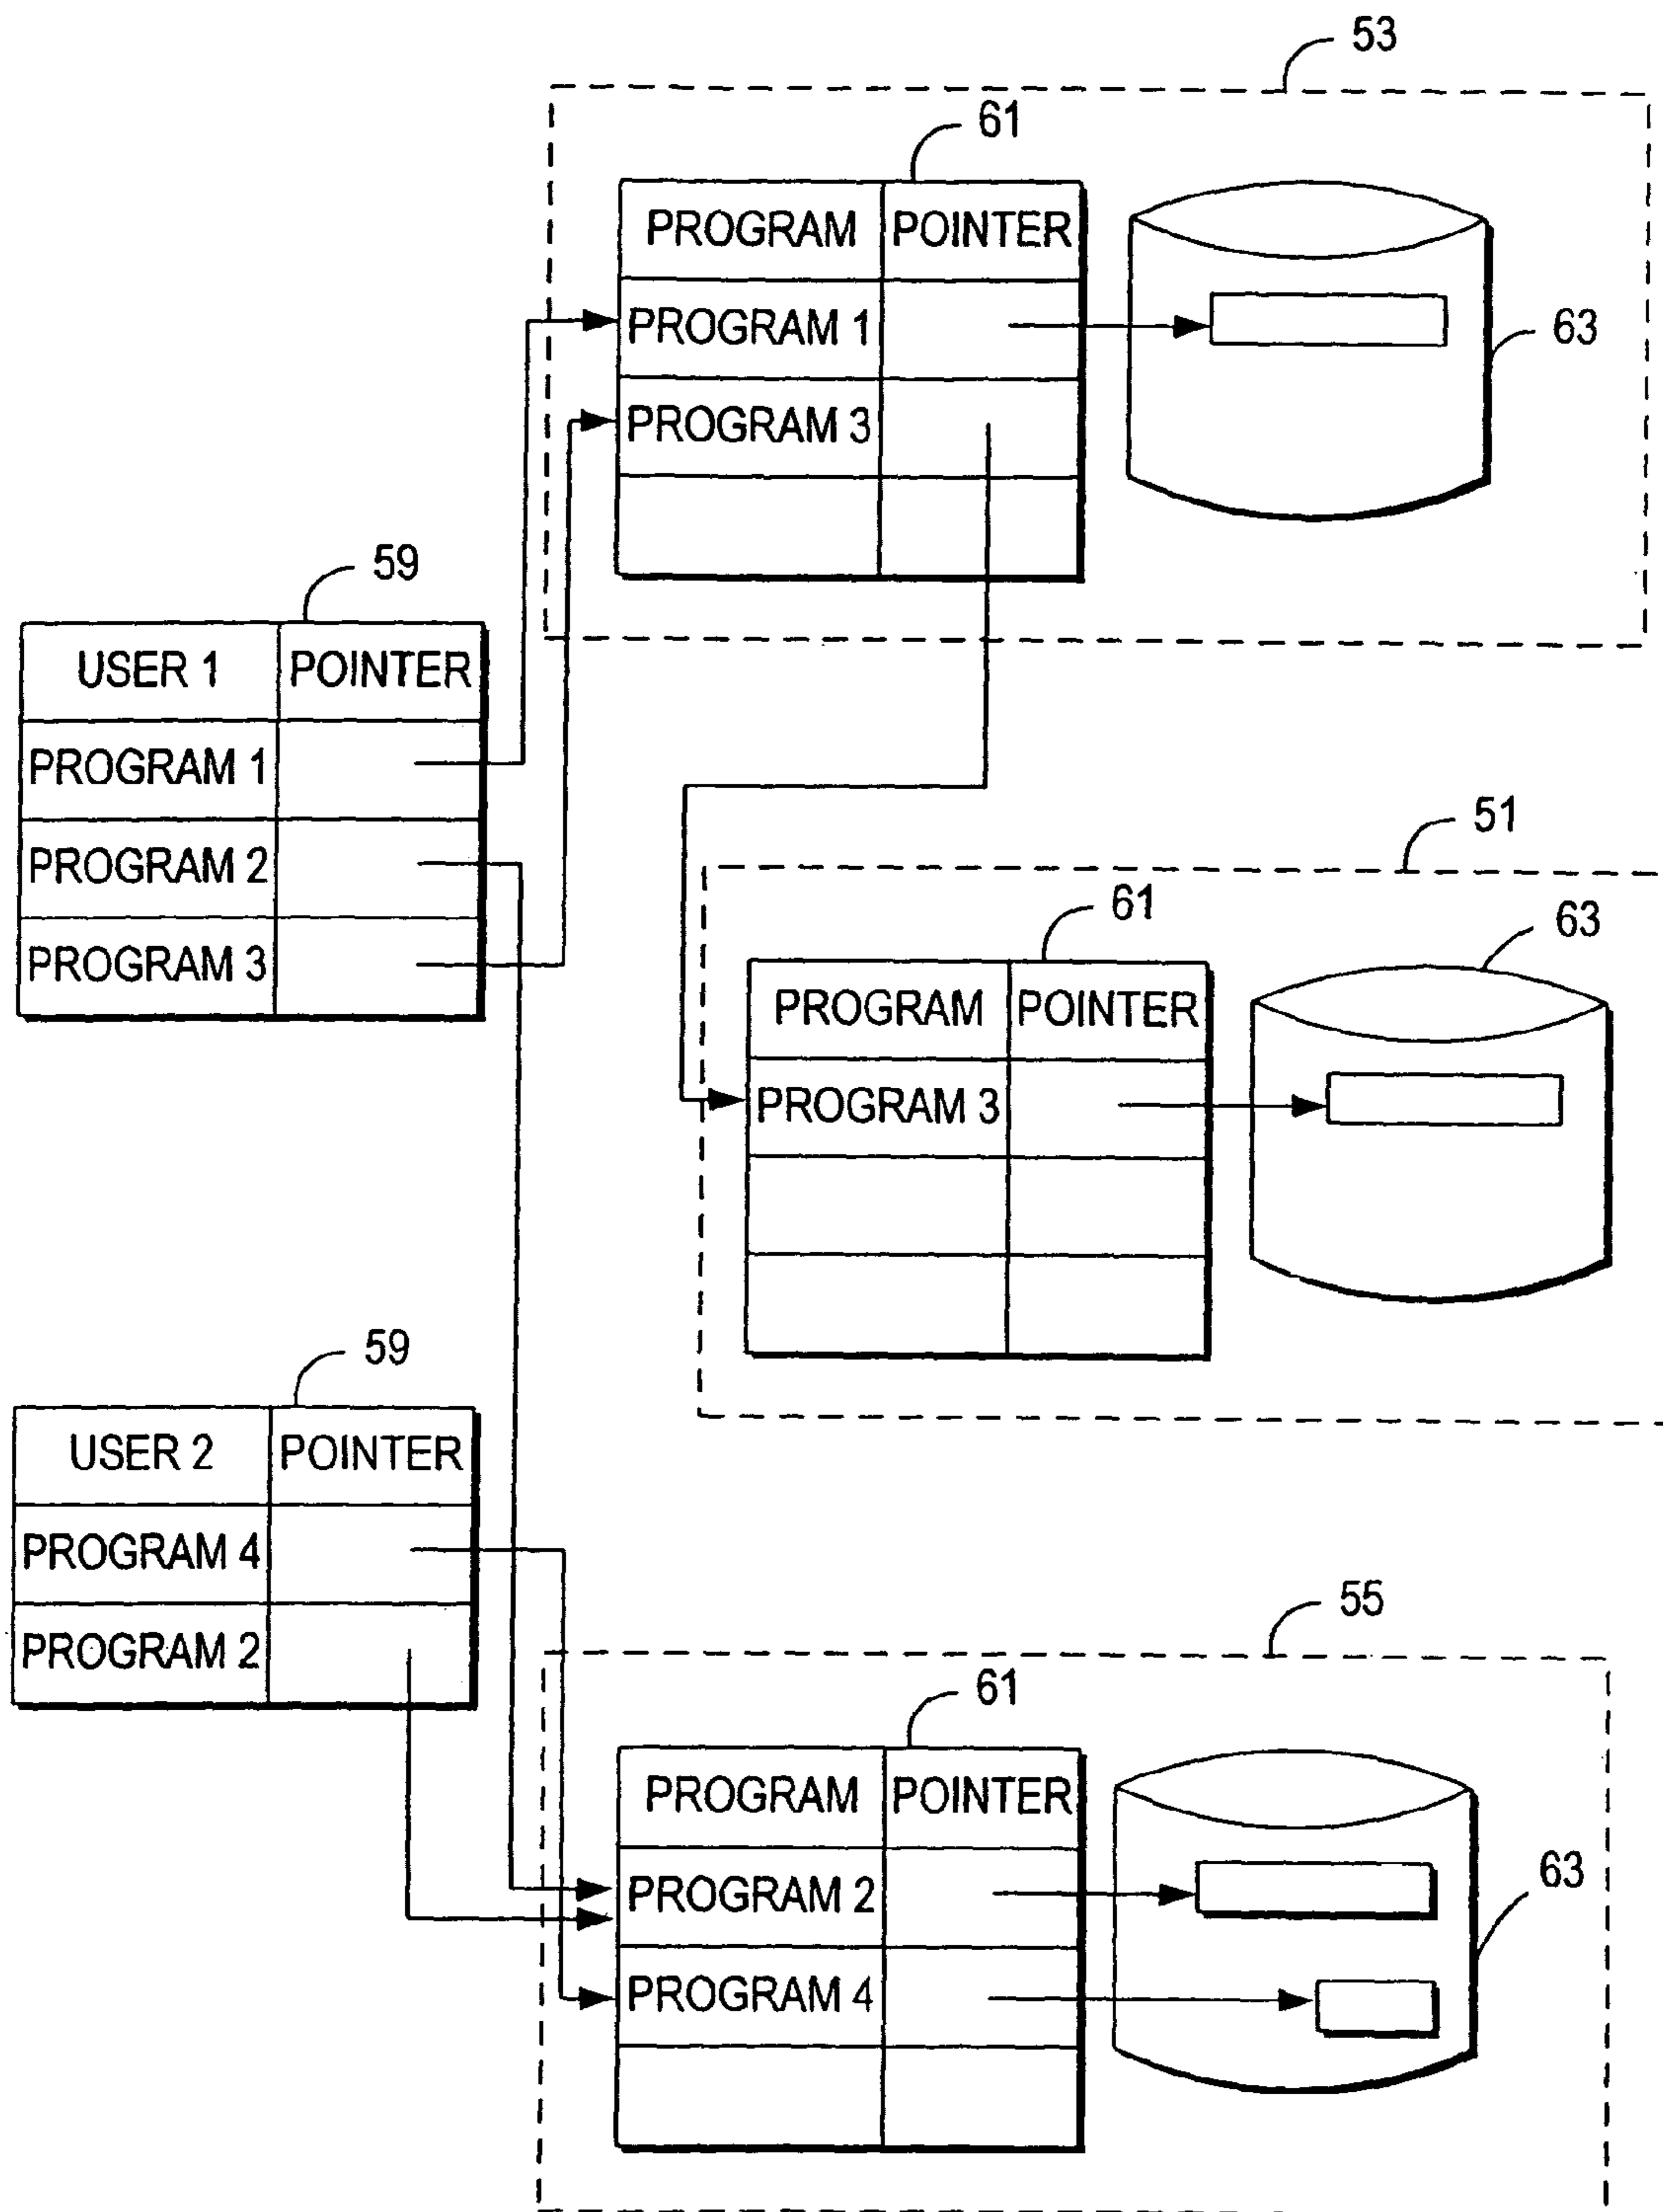 53
61
PROGRAM POINTER
PROGRAM 1
63
PROGRAM 3
59
USER 1 POINTER
PROGRAM 1
PROGRAM 2
PROGRAM 3
51
61
63
PROGRAM POINTER
PROGRAM 3
59
USER 2 POINTER
PROGRAM 4
PROGRAM 2
55
61
PROGRAM POINTER
PROGRAM 2
63
PROGRAM 4